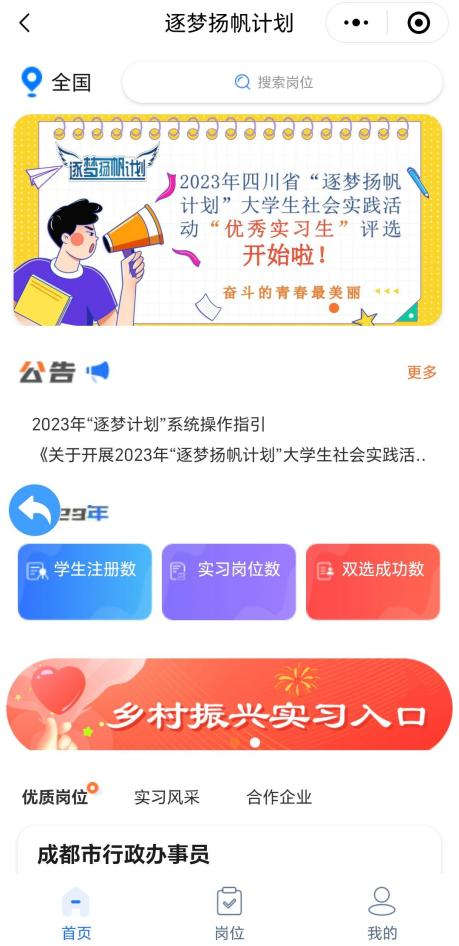 逐梦扬帆计划
全国
搜索岗位
逐梦扬帆计划
2023年四川省“逐梦扬帆
计划”大学生社会实践活
动“优秀实习生”评选
开始啦！
奋斗的青春最美丽
公告
更多
2023年“逐梦计划”系统操作指引
《关于开展2023年“逐梦扬帆计划”大学生社会实践活..
23年
学生注册数
实习岗位数
双选成功数
乡村振兴实习入口
优质岗位
实习风采
合作企业
成都市行政办事员
首页
岗位
我的